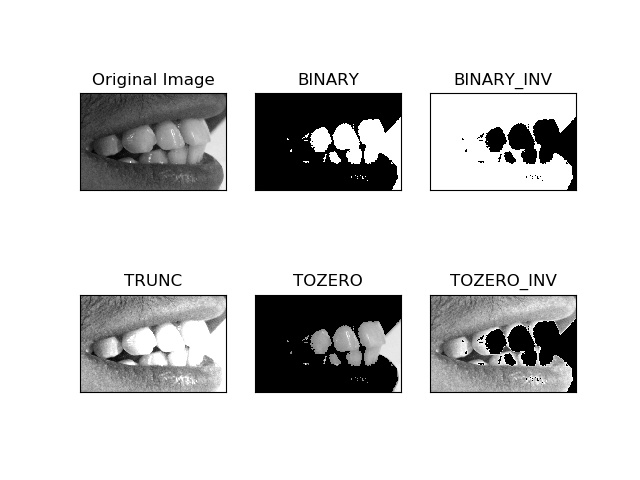 Original Image
BINARY
BINARY_INV
TRUNC
TOZERO
TOZERO_INV